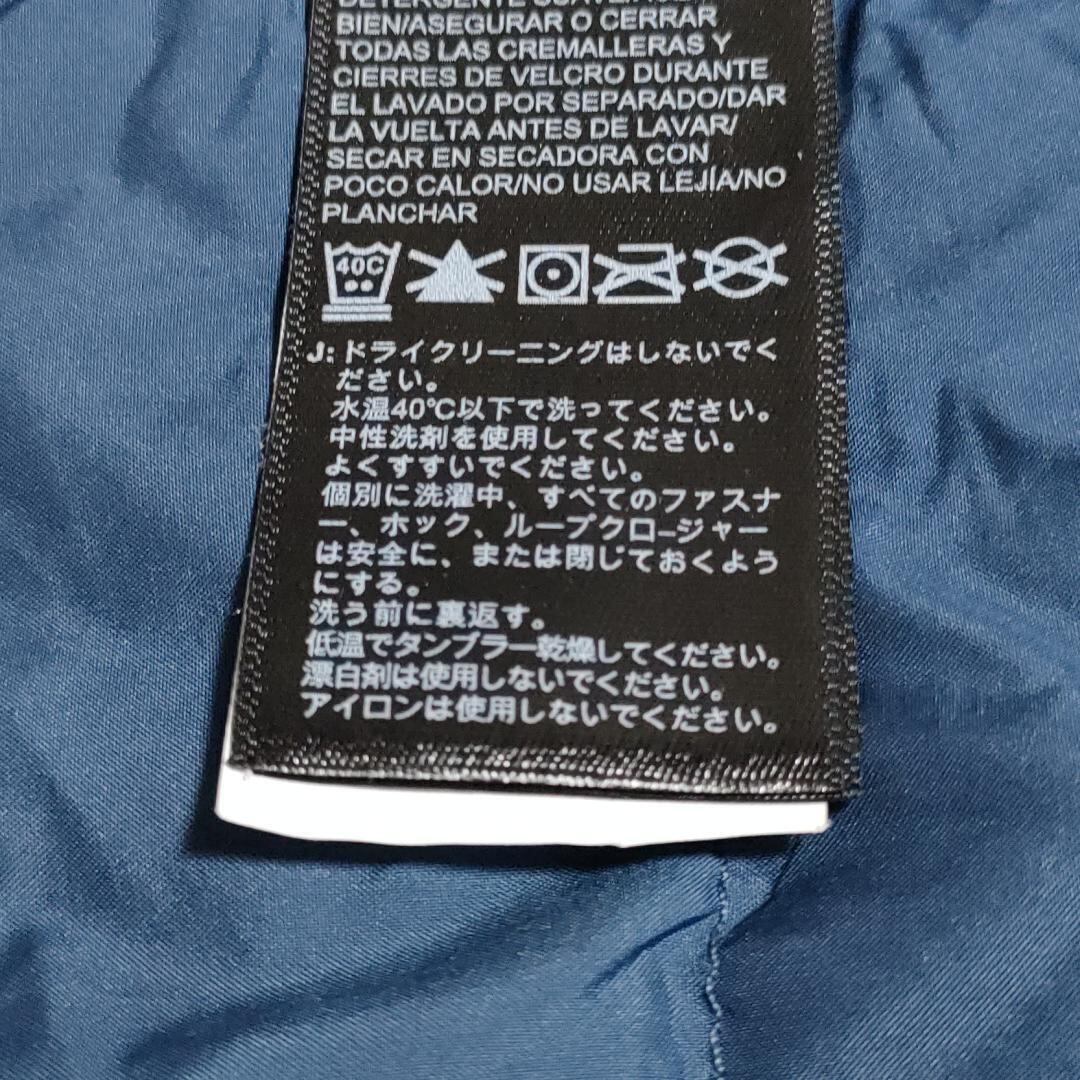 DETERGENTE SUAVE/
BIEN/ASEGURAR O CERRAR
TODAS LAS CREMALLERAS Y
CIERRES DE VELCRO DURANTE
EL LAVADO POR SEPARADO/DAR
LA VUELTA ANTES DE LAVAR/
SECAR EN SECADORA CON
POCO CALOR/NO USAR LEJÍA/NO
PLANCHAR
40C
J: ドライクリーニングはしないでく
ださい。
水温40℃以下で洗ってください。
中性洗剤を使用してください。
よくすすいでください。
個別に洗濯中、すべてのファスナ
ー、ホック、ループクロ–ジャー
は安全に、または閉じておくよう
にする。
洗う前に裏返す。
低温でタンブラー乾燥してください。
漂白剤は使用しないでください。
アイロンは使用しないでください。